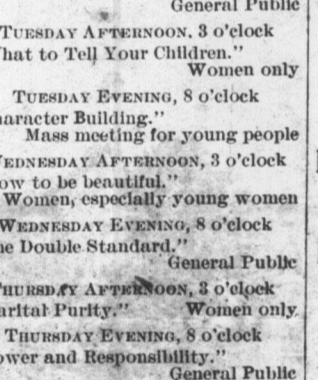 General Public
TUESDAY AFTERNOON, 3 o'clock
hat to Tell Your Children."
Women only
TUESDAY EVENING, 8 o'clock
aracter Building."
Mass meeting for young people
EDNESDAY AFTERNOON, 3 o'clock
ow to be beautiful."
Women, especially young women
WEDNESDAY EVENING, 8 o'clock
e Double Standard."
General Public
HURSDAY AFTERNOON, 3 o'clock
arital Purity." Women only.
THURSDAY EVENING, 8 o'clock
ower and Responsibility."
General Public